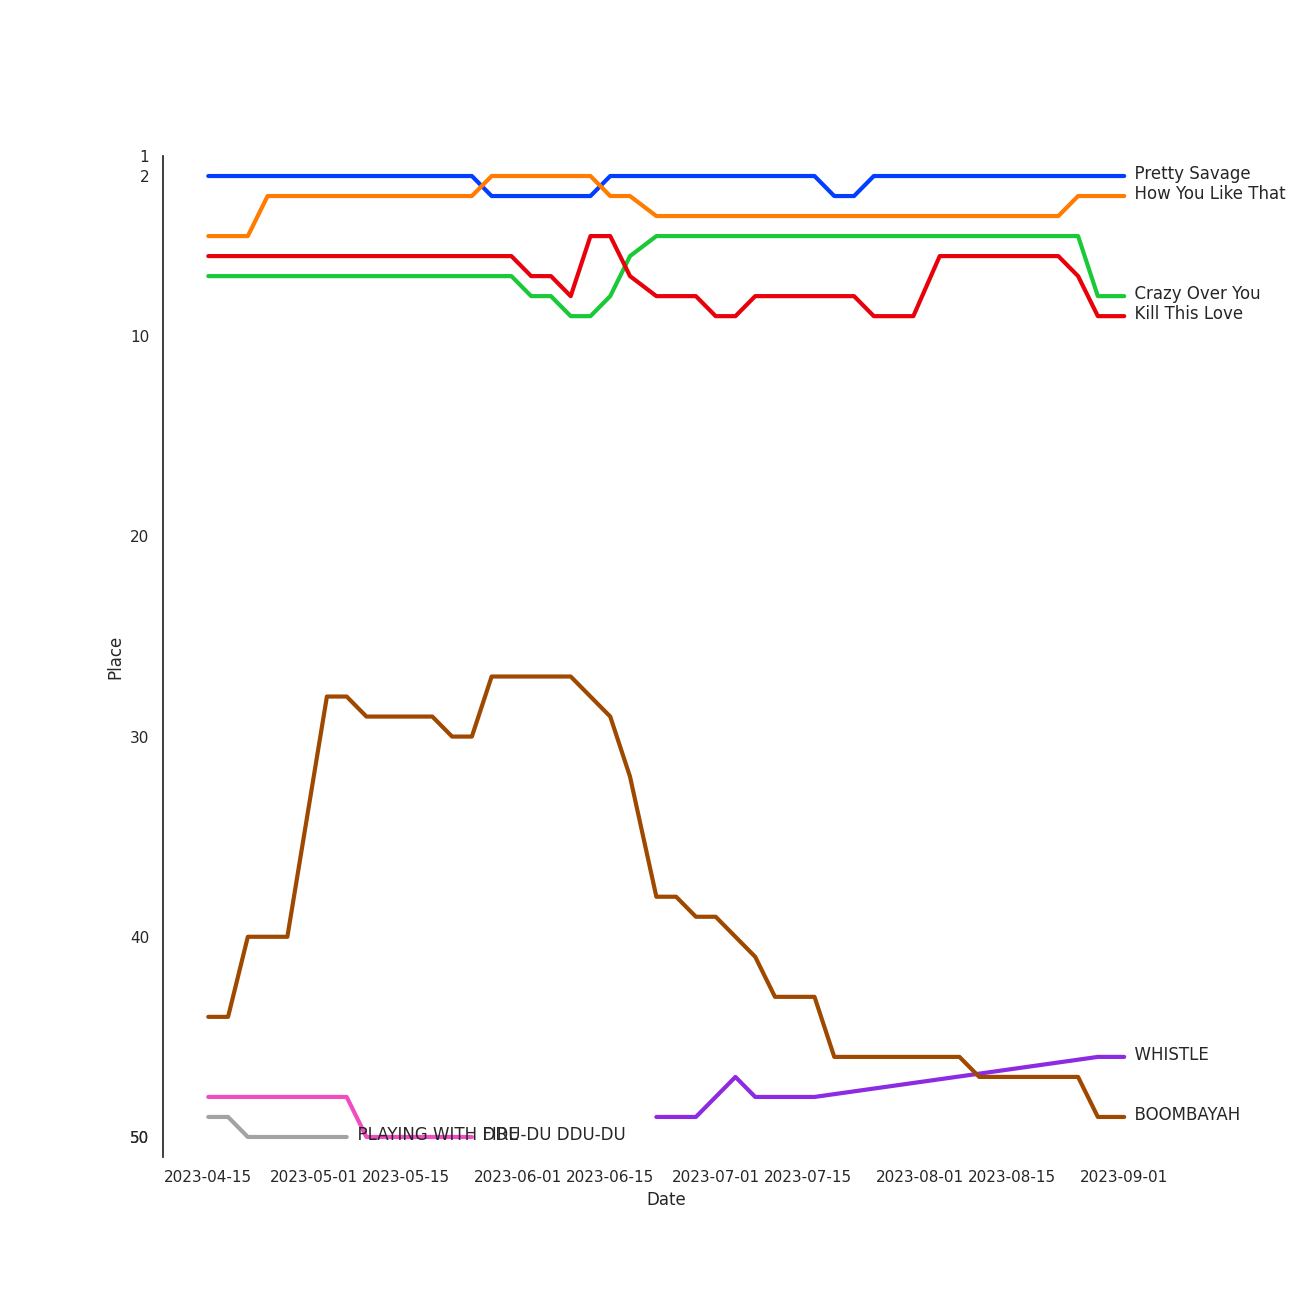 1
2
Pretty Savage
How You Like That
Crazy Over You
Kill This Love
10
20
Place
30
40
WHISTLE
BOOMBAYAH
50
PLAYING WITH FIRE
DDU-DU DDU-DU
2023-04-15
2023-05-01
2023-05-15
2023-06-01
2023-06-15
2023-07-01
2023-07-15
2023-08-01
2023-08-15
2023-09-01
Date